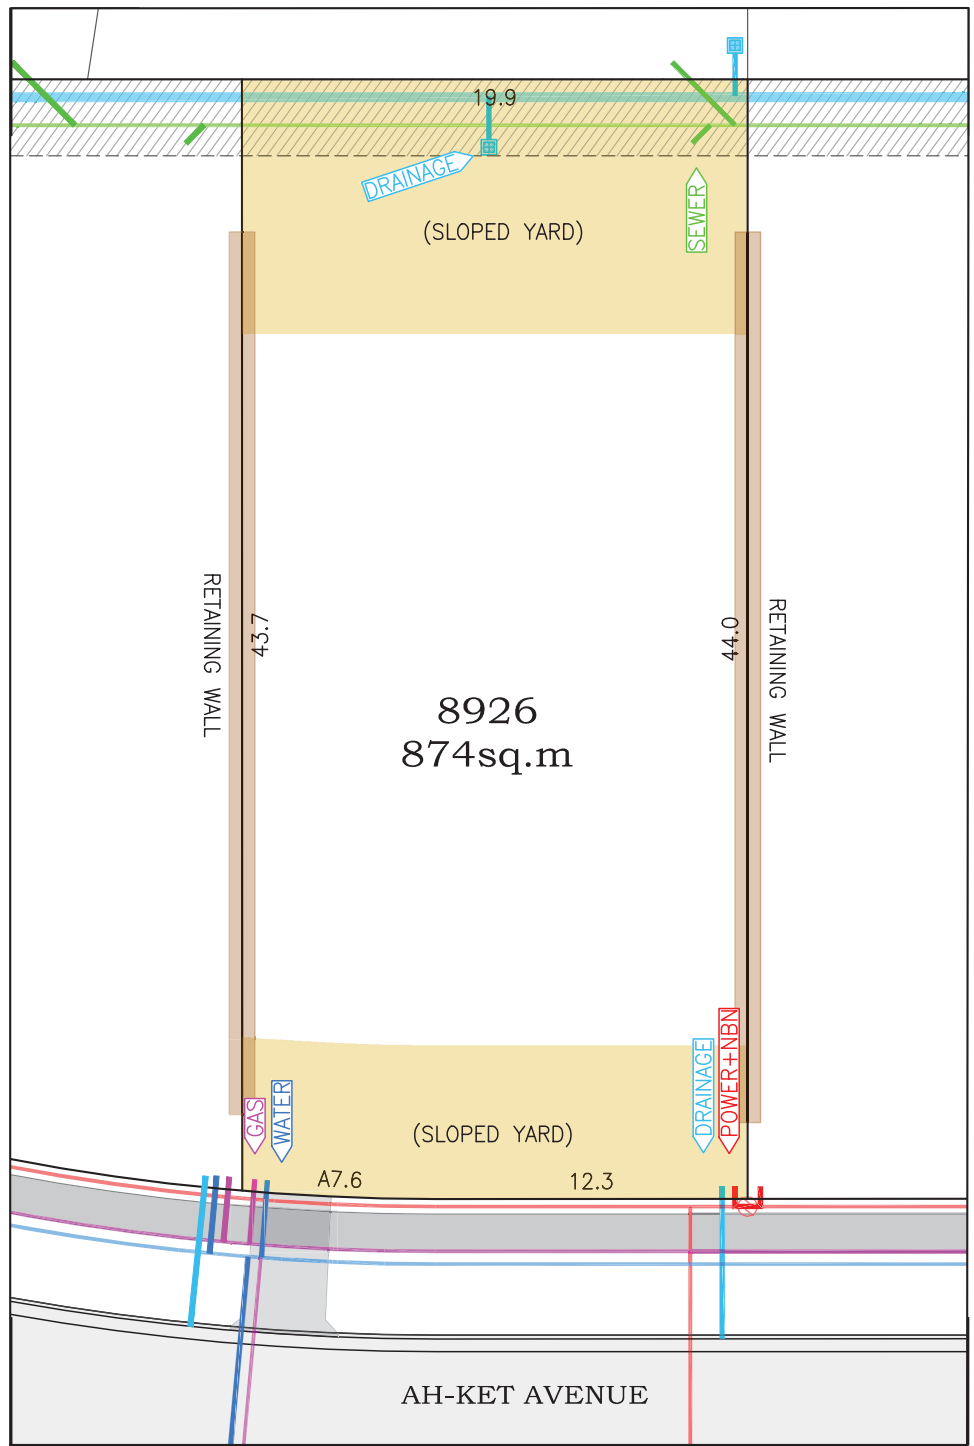 19.9
DRAINAGE
SEWER
(SLOPED YARD)
RETAINING WALL
43.7
44.0
RETAINING WALL
8926
874sq.m
GAS
WATER
DRAINAGE
POWER+NBN
(SLOPED YARD)
A7.6
12.3
AH-KET AVENUE